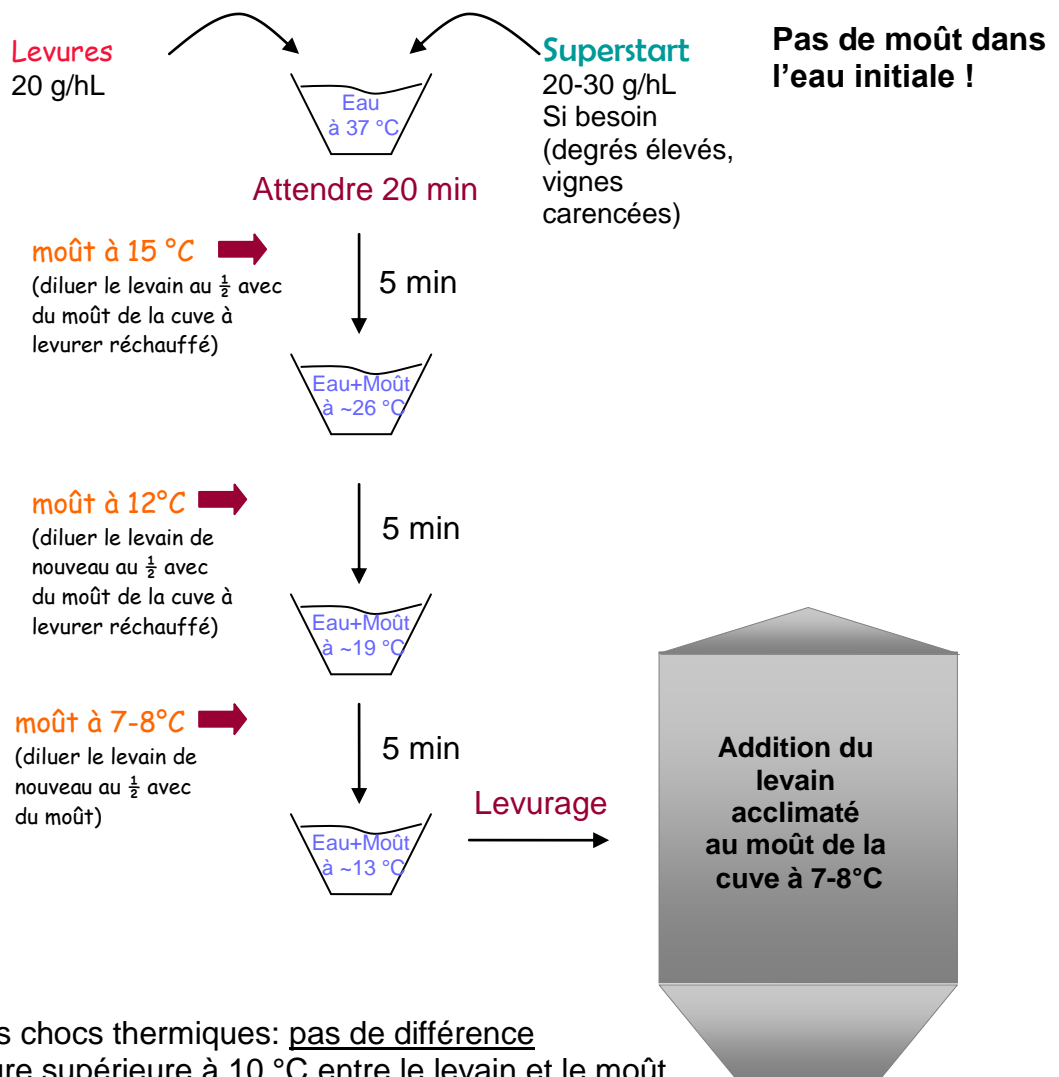 Levures
20 g/hL
Superstart
20-30 g/hL
Si besoin
(degrés élevés,
vignes
carencées)
Pas de moût dans
l'eau initiale !
Eau
à 37 °C
Attendre 20 min
moût à 15 °C
(diluer le levain au ½ avec
du moût de la cuve à
levurer réchauffé)
5 min
Eau+Moût
à ~26 °C
moût à 12°C
(diluer le levain de
nouveau au ½ avec
du moût de la cuve à
levurer réchauffé)
5 min
Eau+Moût
à ~19 °C
moût à 7-8°C
(diluer le levain de
nouveau au ½ avec
du moût)
5 min
Eau+Moût
à ~13 °C
Levurage
Addition du
levain
acclimaté
au moût de la
cuve à 7-8°C
s chocs thermiques: pas de différence
re supérieure à 10 °C entre le levain et le moût